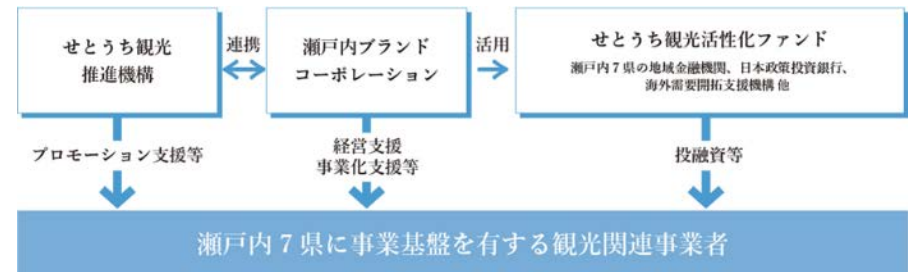 せとうち観光
推進機構
連携
瀬戸内ブランド
コーポレーション
活用
せとうち観光活性化ファンド
瀬戸内7県の地域金融機関、日本政策投資銀行、
海外需要開拓支援機構 他
プロモーション支援等
経営支援
事業化支援等
投融資等
瀬戸内7県に事業基盤を有する観光関連事業者